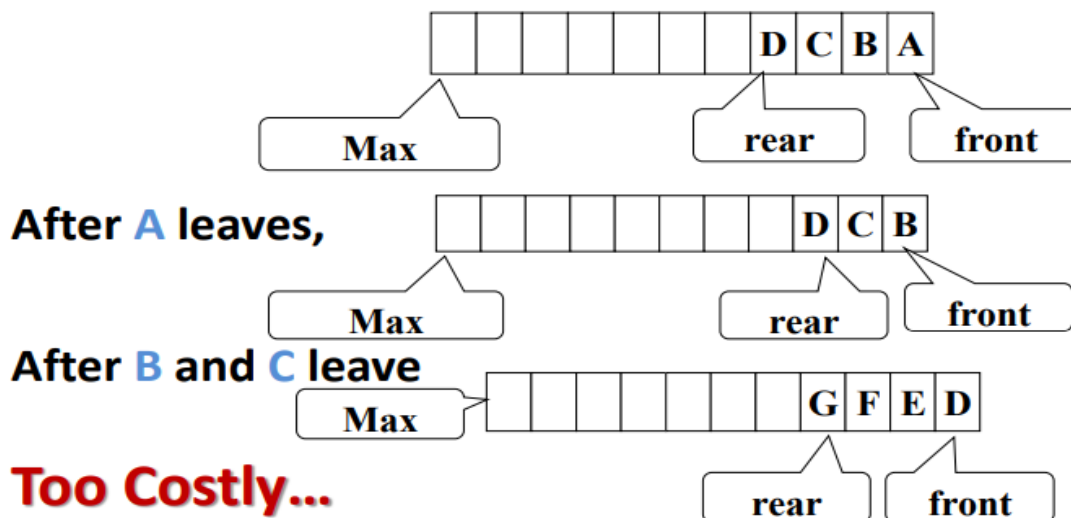 D C B A
Max rear front
After A leaves,
D C B
Max rear front
After B and C leave
G F E D
Max
Too Costly...
rear front